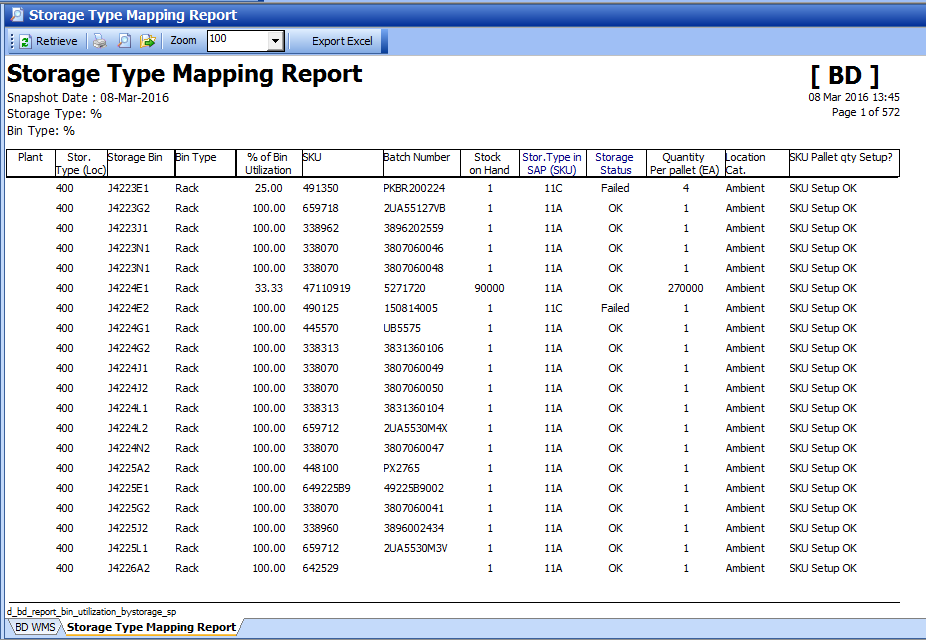 Storage Type Mapping Report
Retrieve Zoom 100 Export Excel
Storage Type Mapping Report [ BD ]
Snapshot Date : 08-Mar-2016 08 Mar 2016 13:45
Storage Type: % Page 1 of 572
Bin Type: %
Plant Stor. Storage Bin Bin Type % of Bin SKU Batch Number Stock Stor.Type in Storage Quantity Location SKU Pallet qty Setup?
Type (Loc) Utilization on Hand SAP (SKU) Status Per pallet (EA) Cat.
400 J4223E1 Rack 25.00 491350 PKBR200224 1 11C Failed 4 Ambient SKU Setup OK
400 J4223G2 Rack 100.00 659718 2UA55127VB 1 11A OK 1 Ambient SKU Setup OK
400 J4223J1 Rack 100.00 338962 3896202559 1 11A OK 1 Ambient SKU Setup OK
400 J4223N1 Rack 100.00 338070 3807060046 1 11A OK 1 Ambient SKU Setup OK
400 J4223N1 Rack 100.00 338070 3807060048 1 11A OK 1 Ambient SKU Setup OK
400 J4224E1 Rack 33.33 47110919 5271720 90000 11A OK 270000 Ambient SKU Setup OK
400 J4224E2 Rack 100.00 490125 150814005 1 11C Failed 1 Ambient SKU Setup OK
400 J4224G1 Rack 100.00 445570 UB5575 1 11A OK 1 Ambient SKU Setup OK
400 J4224G2 Rack 100.00 338313 3831360106 1 11A OK 1 Ambient SKU Setup OK
400 J4224J1 Rack 100.00 338070 3807060049 1 11A OK 1 Ambient SKU Setup OK
400 J4224J2 Rack 100.00 338070 3807060050 1 11A OK 1 Ambient SKU Setup OK
400 J4224L1 Rack 100.00 338313 3831360104 1 11A OK 1 Ambient SKU Setup OK
400 J4224L2 Rack 100.00 659712 2UA5530M4X 1 11A OK 1 Ambient SKU Setup OK
400 J4224N2 Rack 100.00 338070 3807060047 1 11A OK 1 Ambient SKU Setup OK
400 J4225A2 Rack 100.00 448100 PX2765 1 11A OK 1 Ambient SKU Setup OK
400 J4225E1 Rack 100.00 649225B9 49225B9002 1 11A OK 1 Ambient SKU Setup OK
400 J4225G2 Rack 100.00 338070 3807060041 1 11A OK 1 Ambient SKU Setup OK
400 J4225J2 Rack 100.00 338960 3896002434 1 11A OK 1 Ambient SKU Setup OK
400 J4225L1 Rack 100.00 659712 2UA5530M3V 1 11A OK 1 Ambient SKU Setup OK
400 J4226A2 Rack 100.00 642529 1 11A OK 1 Ambient SKU Setup OK
d_bd_report_bin_utilization_bystorage_sp
BD WMS Storage Type Mapping Report